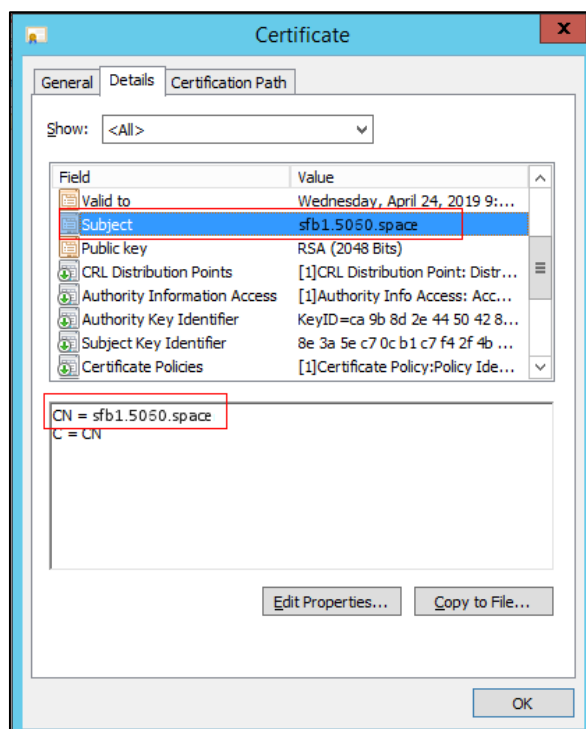 Certificate
x
General Details Certification Path
Show: <All>
Field Value
Valid to Wednesday, April 24, 2019 9:...
Subject sfb1.5060.space
Public key RSA (2048 Bits)
CRL Distribution Points [1]CRL Distribution Point: Distr...
Authority Information Access [1]Authority Info Access: Acc...
Authority Key Identifier KeyID=ca 9b 8d 2e 44 50 42 8...
Subject Key Identifier 8e 3a 5e c7 0c b1 c7 f4 2f 4b ...
Certificate Policies [1]Certificate Policy:Policy Ide...
CN = sfb1.5060.space
C = CN
Edit Properties... Copy to File...
OK